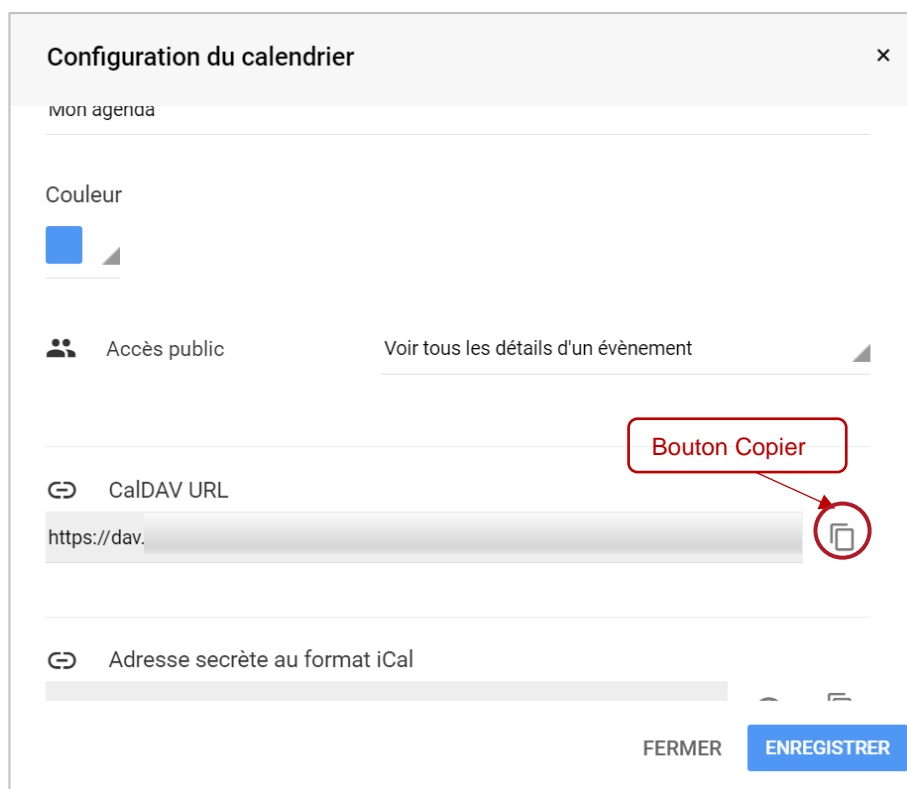 Configuration du calendrier ×
Mon agenda
Couleur
Accès public
Voir tous les détails d'un évènement
Bouton Copier
CalDAV URL
https://dav.
Adresse secrète au format iCal
FERMER
ENREGISTRER